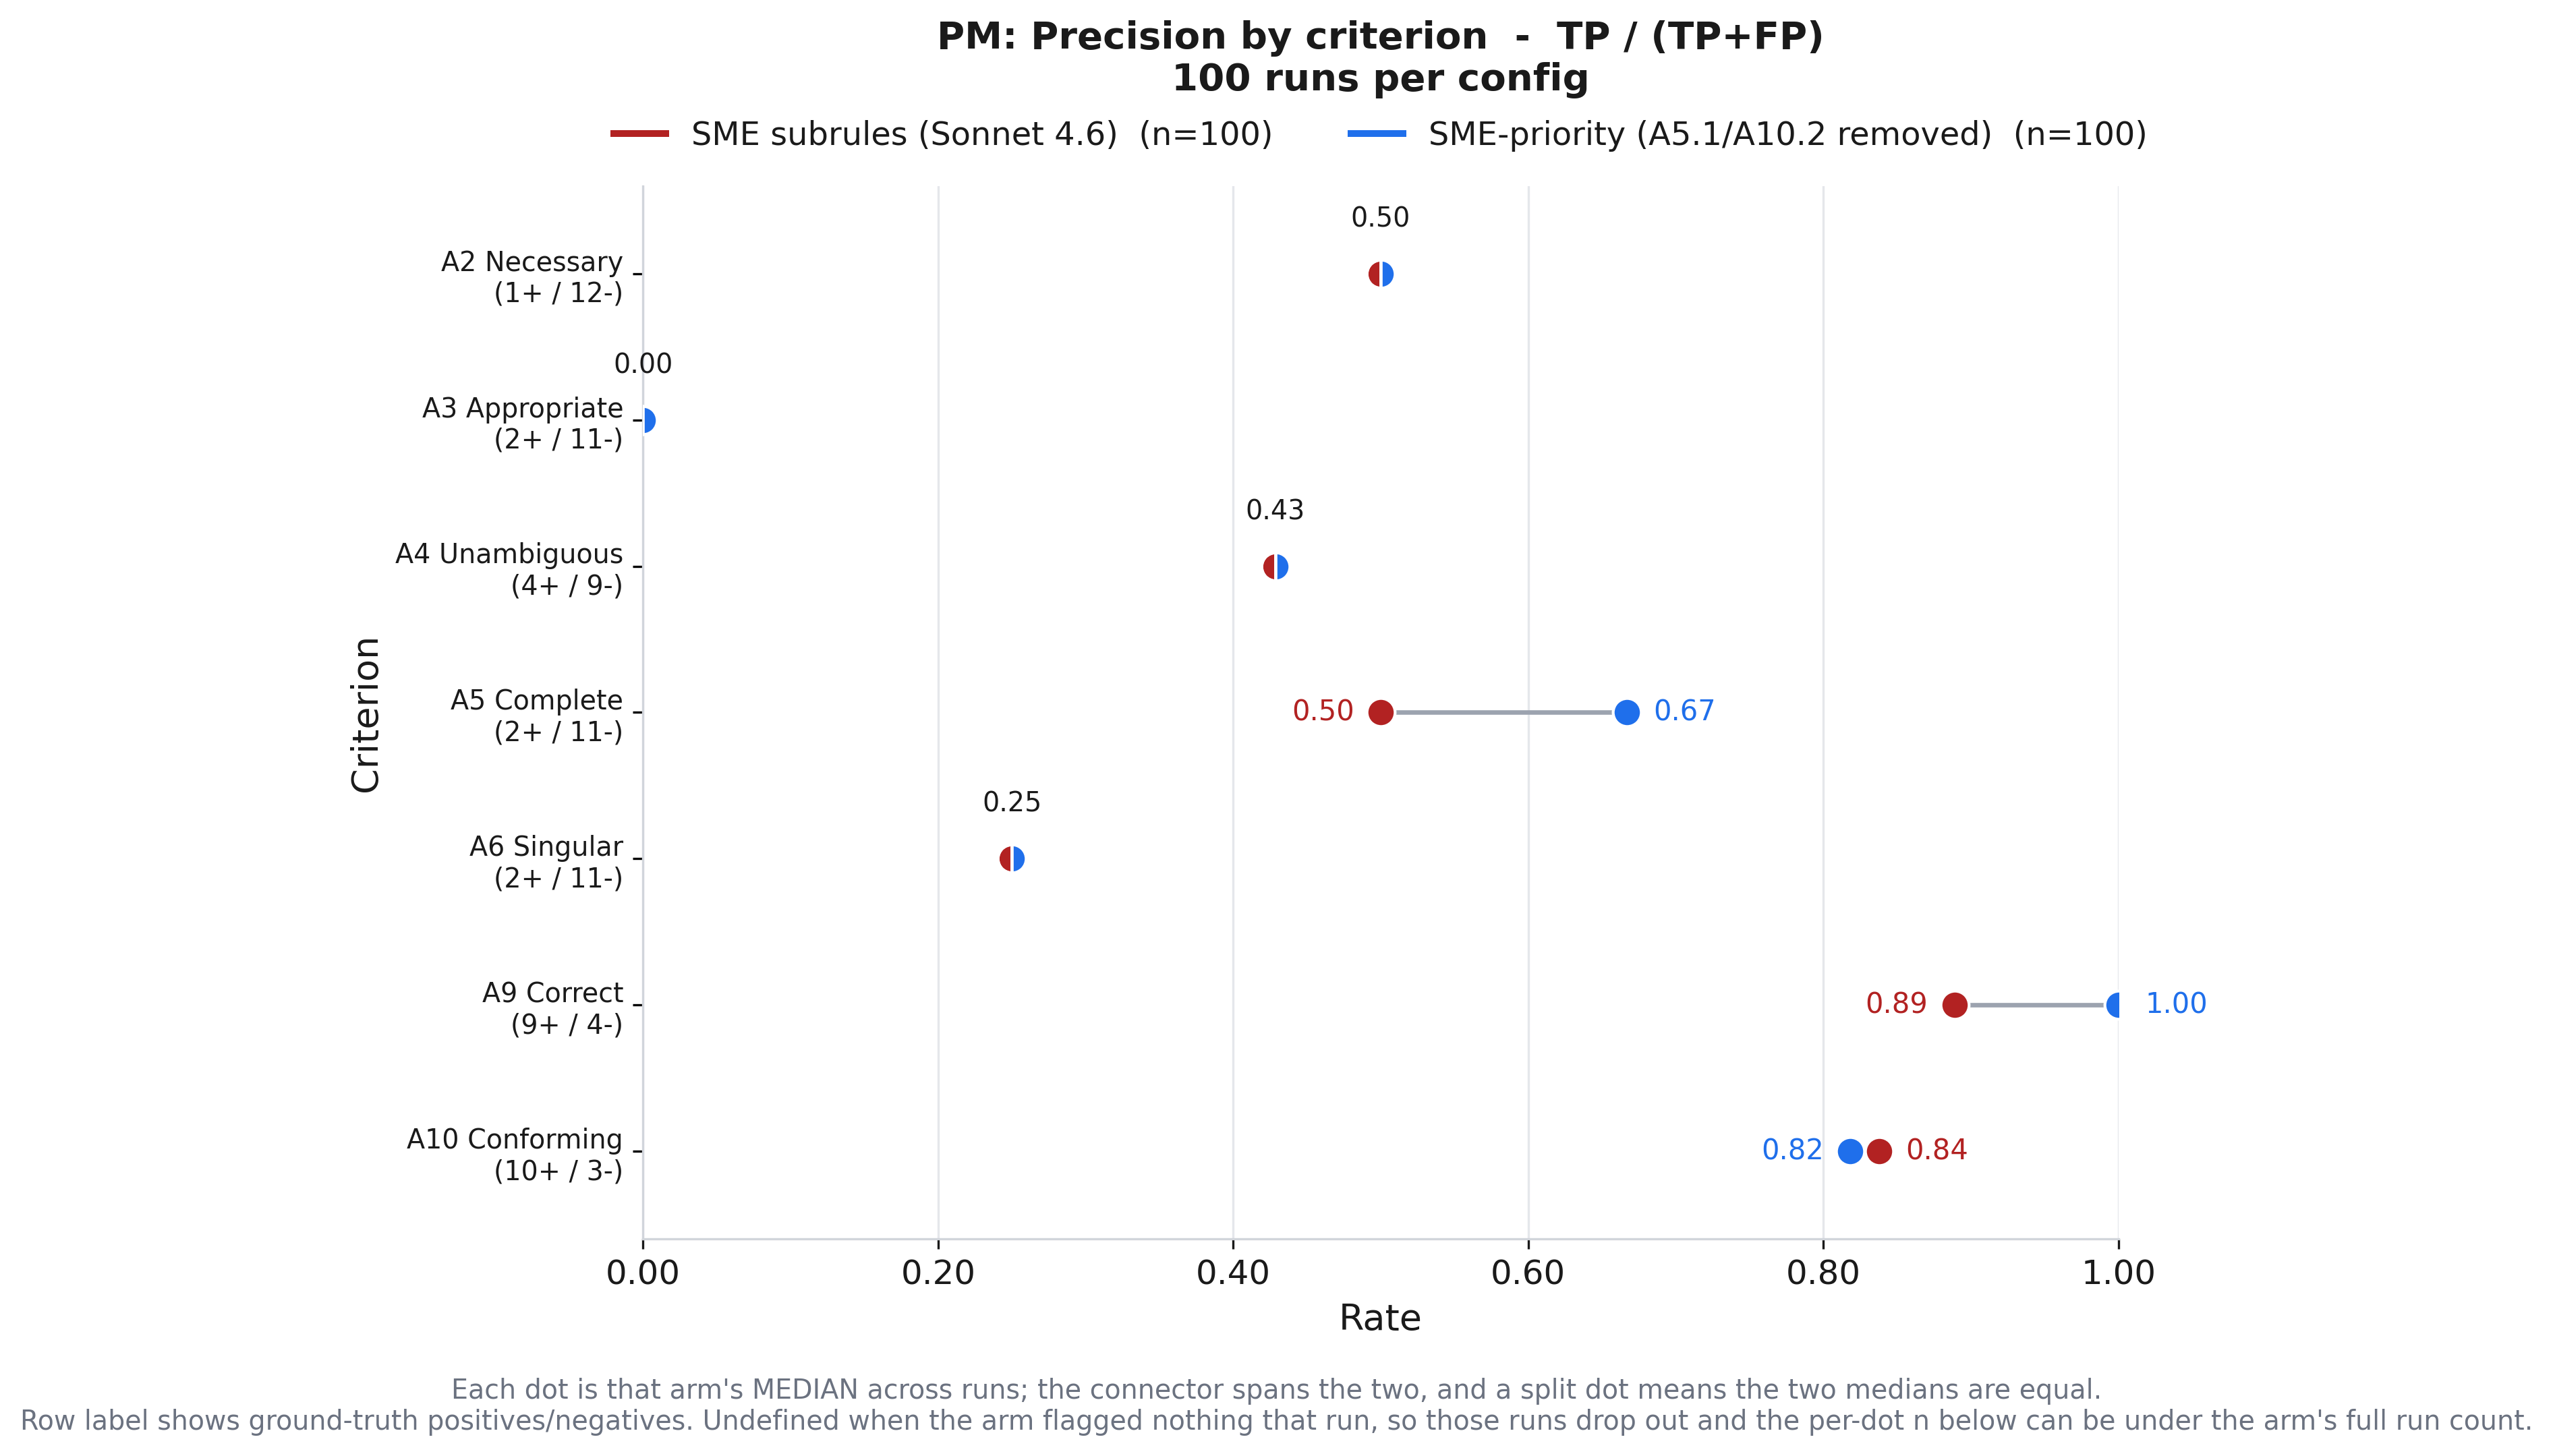 PM: Precision by criterion  -  TP / (TP+FP)
100 runs per config
SME subrules (Sonnet 4.6)  (n=100)
SME-priority (A5.1/A10.2 removed)  (n=100)
Criterion
0.50
A2 Necessary
(1+ / 12-)
0.00
A3 Appropriate
(2+ / 11-)
0.43
A4 Unambiguous
(4+ / 9-)
A5 Complete
(2+ / 11-)
0.50
0.67
0.25
A6 Singular
(2+ / 11-)
A9 Correct
(9+ / 4-)
0.89
1.00
A10 Conforming
(10+ / 3-)
0.82
0.84
0.00
0.20
0.40
0.60
0.80
1.00
Rate
Each dot is that arm's MEDIAN across runs; the connector spans the two, and a split dot means the two medians are equal.
Row label shows ground-truth positives/negatives. Undefined when the arm flagged nothing that run, so those runs drop out and the per-dot n below can be under the arm's full run count.